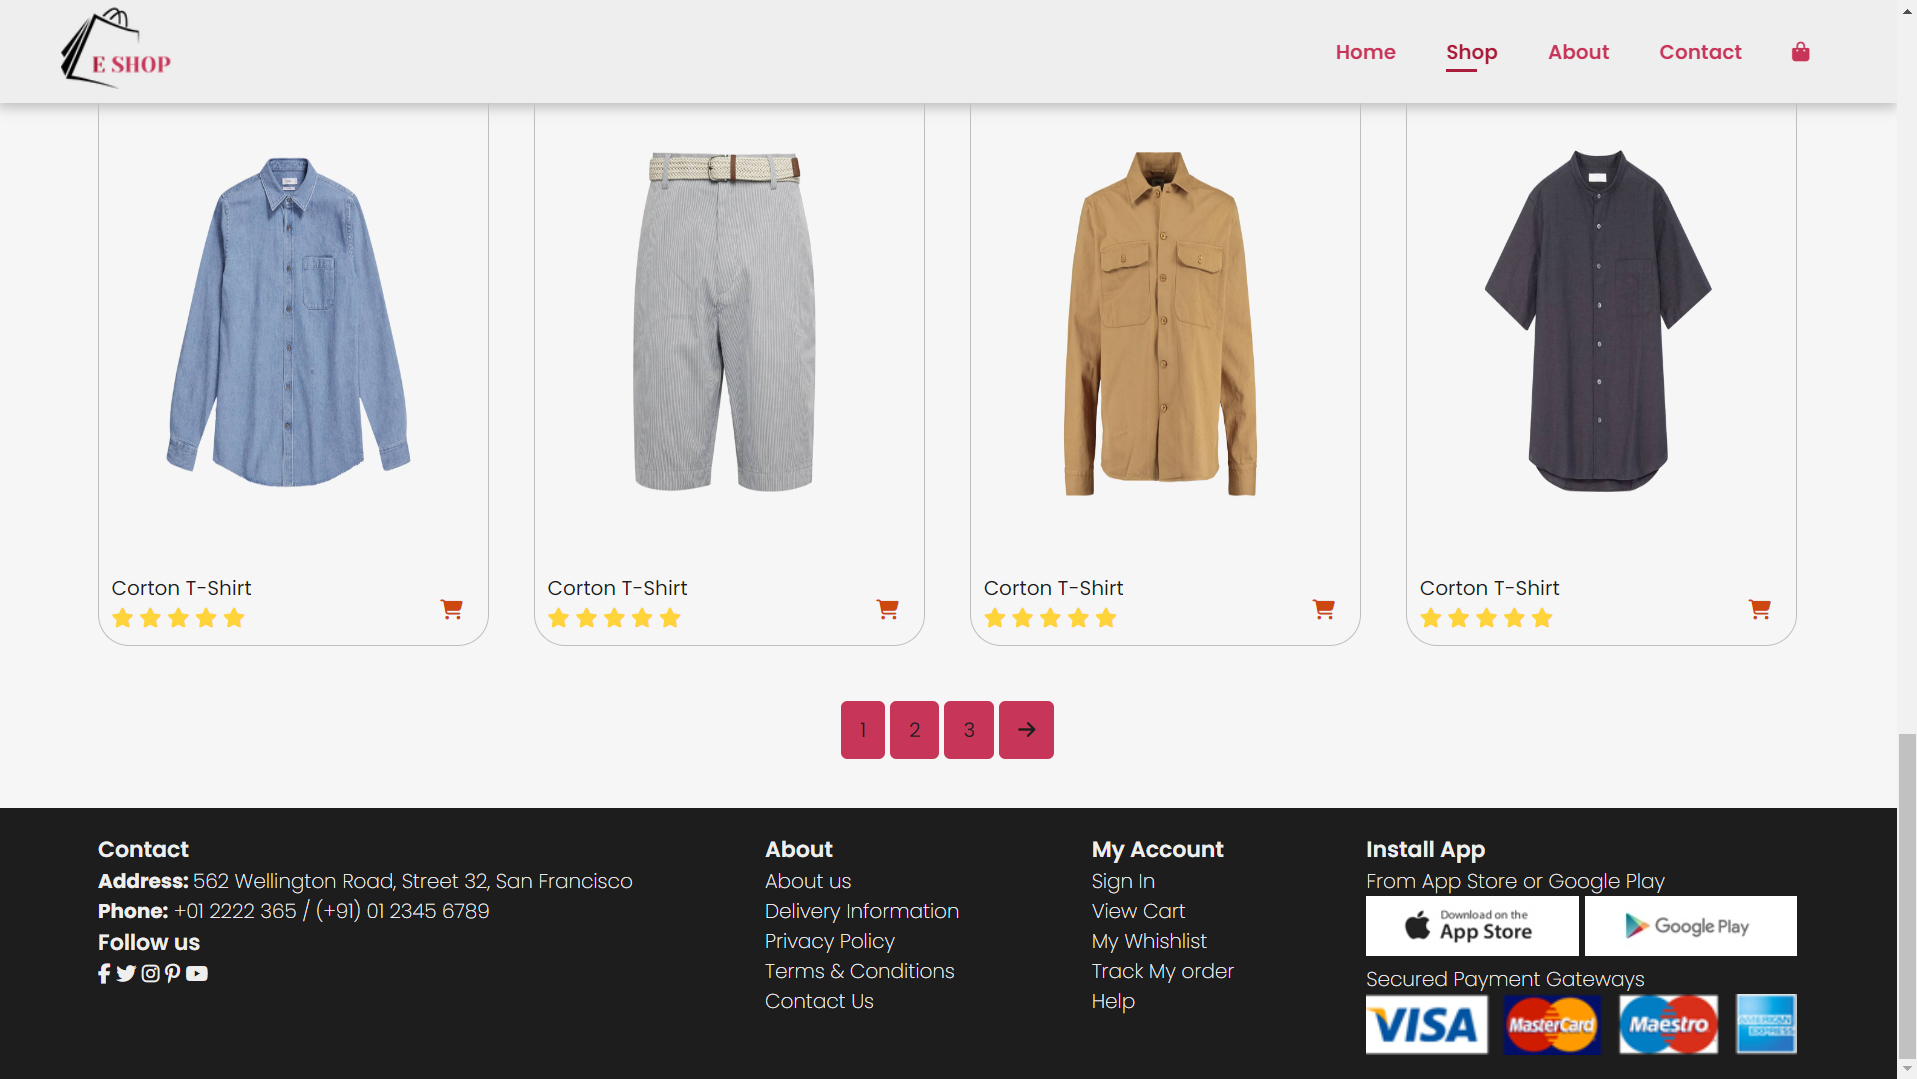 E SHOP
Home Shop About Contact
Corton T-Shirt
Corton T-Shirt
Corton T-Shirt
Corton T-Shirt
1 2 3
Contact
Address: 562 Wellington Road, Street 32, San Francisco
Phone: +01 2222 365 / (+91) 01 2345 6789
Follow us
About
About us
Delivery Information
Privacy Policy
Terms & Conditions
Contact Us
My Account
Sign In
View Cart
My Whishlist
Track My order
Help
Install App
From App Store or Google Play
Download on the
App Store
Google Play
Secured Payment Gateways
VISA
MasterCard
Maestro
AMERICAN
EXPRESS